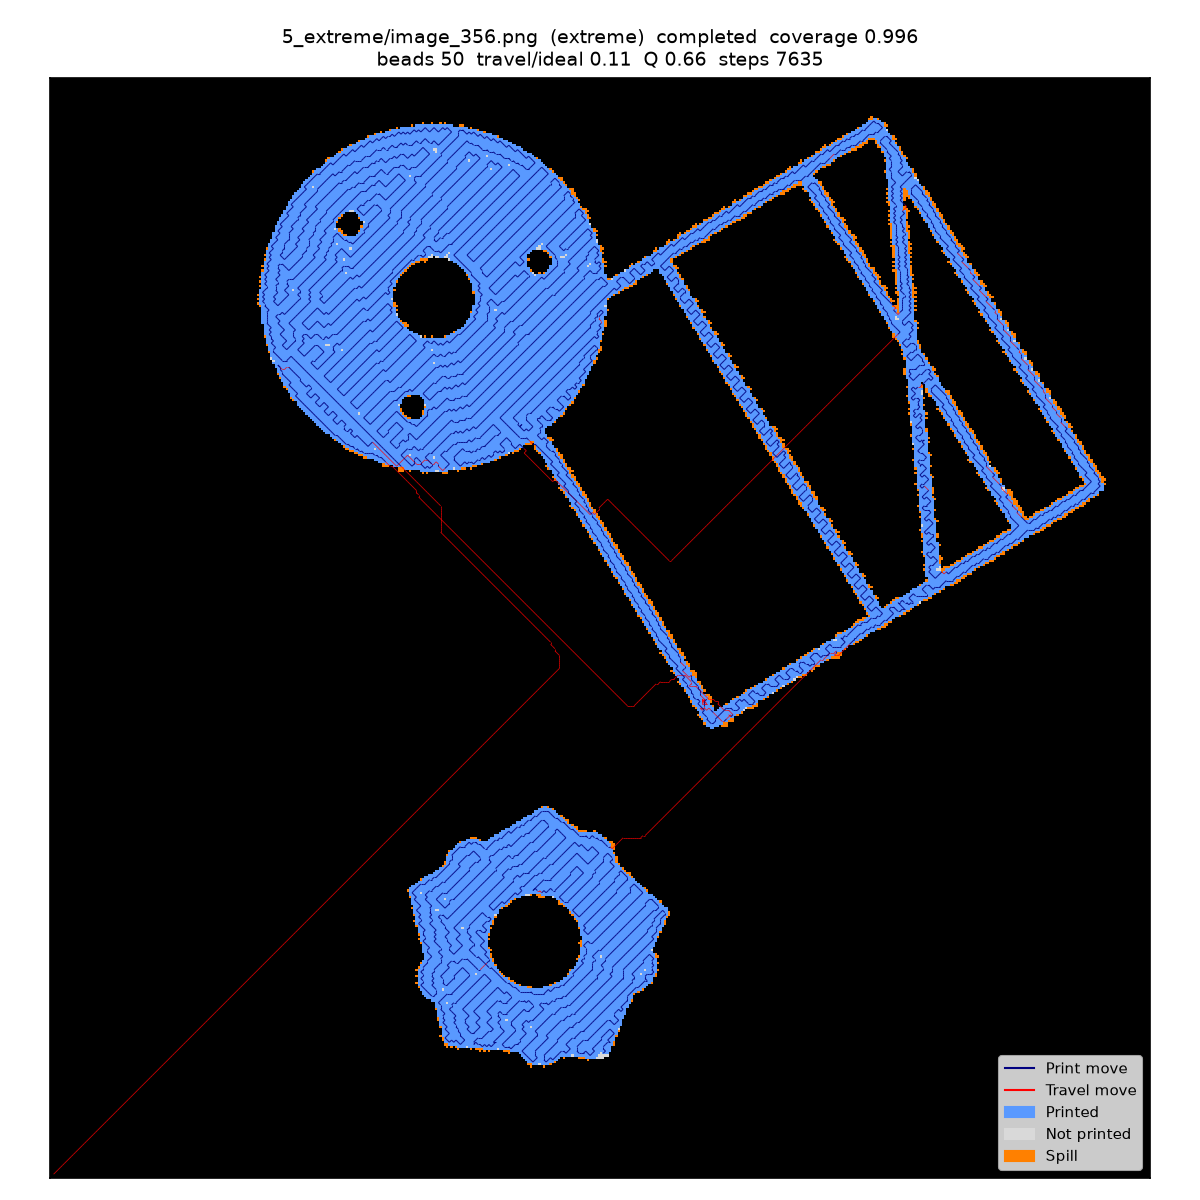 5_extreme/image_356.png  (extreme)  completed  coverage 0.996
beads 50  travel/ideal 0.11  Q 0.66  steps 7635
Print move
Travel move
Printed
Not printed
Spill